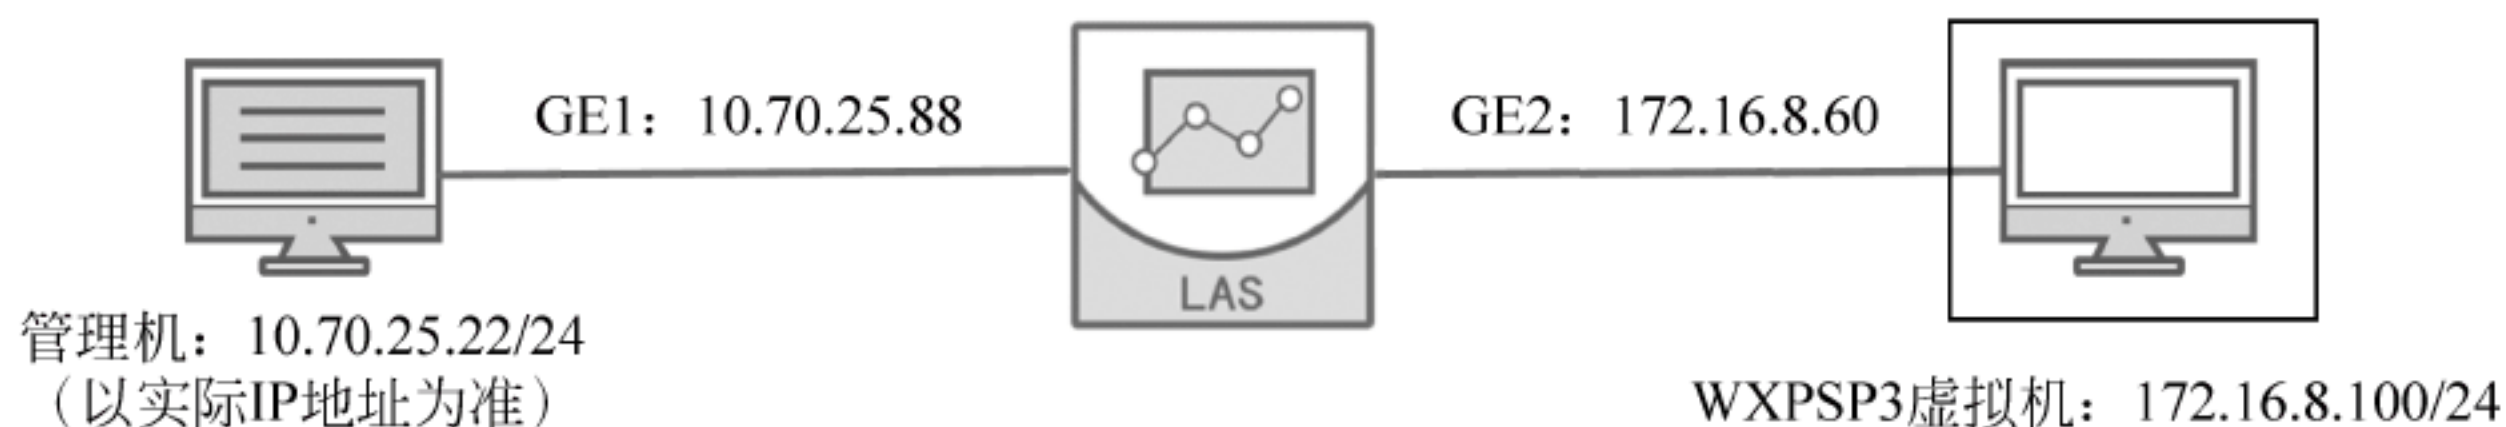 GE1：10.70.25.88
GE2：172.16.8.60
LAS
管理机：10.70.25.22/24
（以实际IP地址为准）
WXPSP3虚拟机：172.16.8.100/24